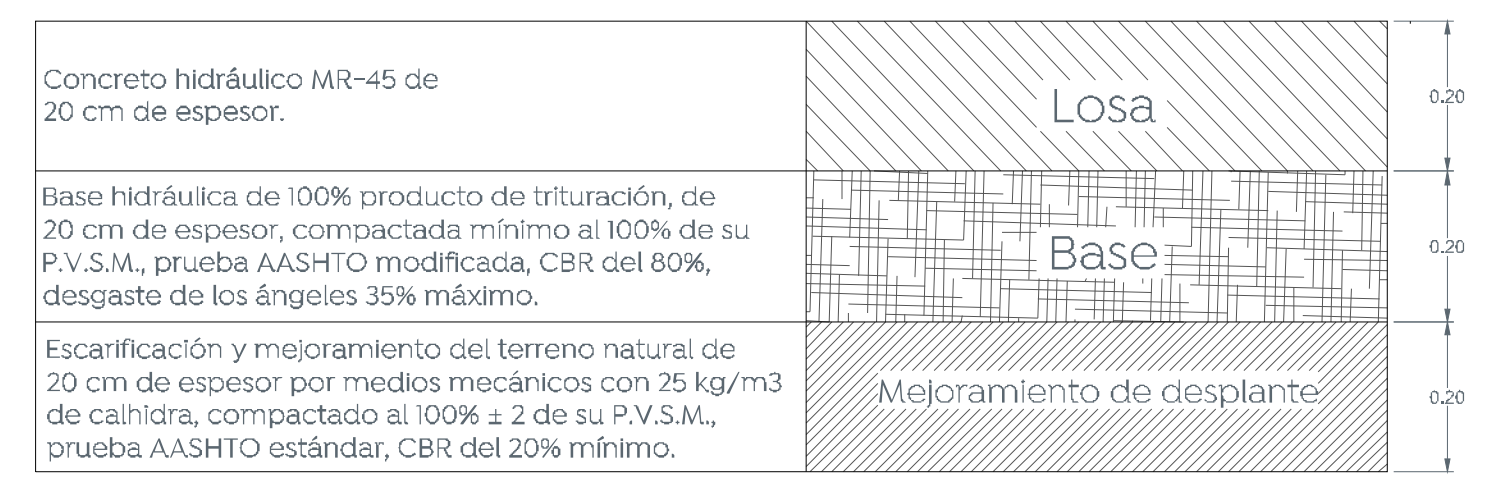 Concreto hidráulico MR-45 de
20 cm de espesor.
Losa
0.20
Base hidráulica de 100% producto de trituración, de
20 cm de espesor, compactada mínimo al 100% de su
P.V.S.M., prueba AASHTO modificada, CBR del 80%,
desgaste de los ángeles 35% máximo.
Base
0.20
Escarificación y mejoramiento del terreno natural de
20 cm de espesor por medios mecánicos con 25 kg/m3
de calhidra, compactado al 100% ± 2 de su P.V.S.M.,
prueba AASHTO estándar, CBR del 20% mínimo.
Mejoramiento de desplante
0.20